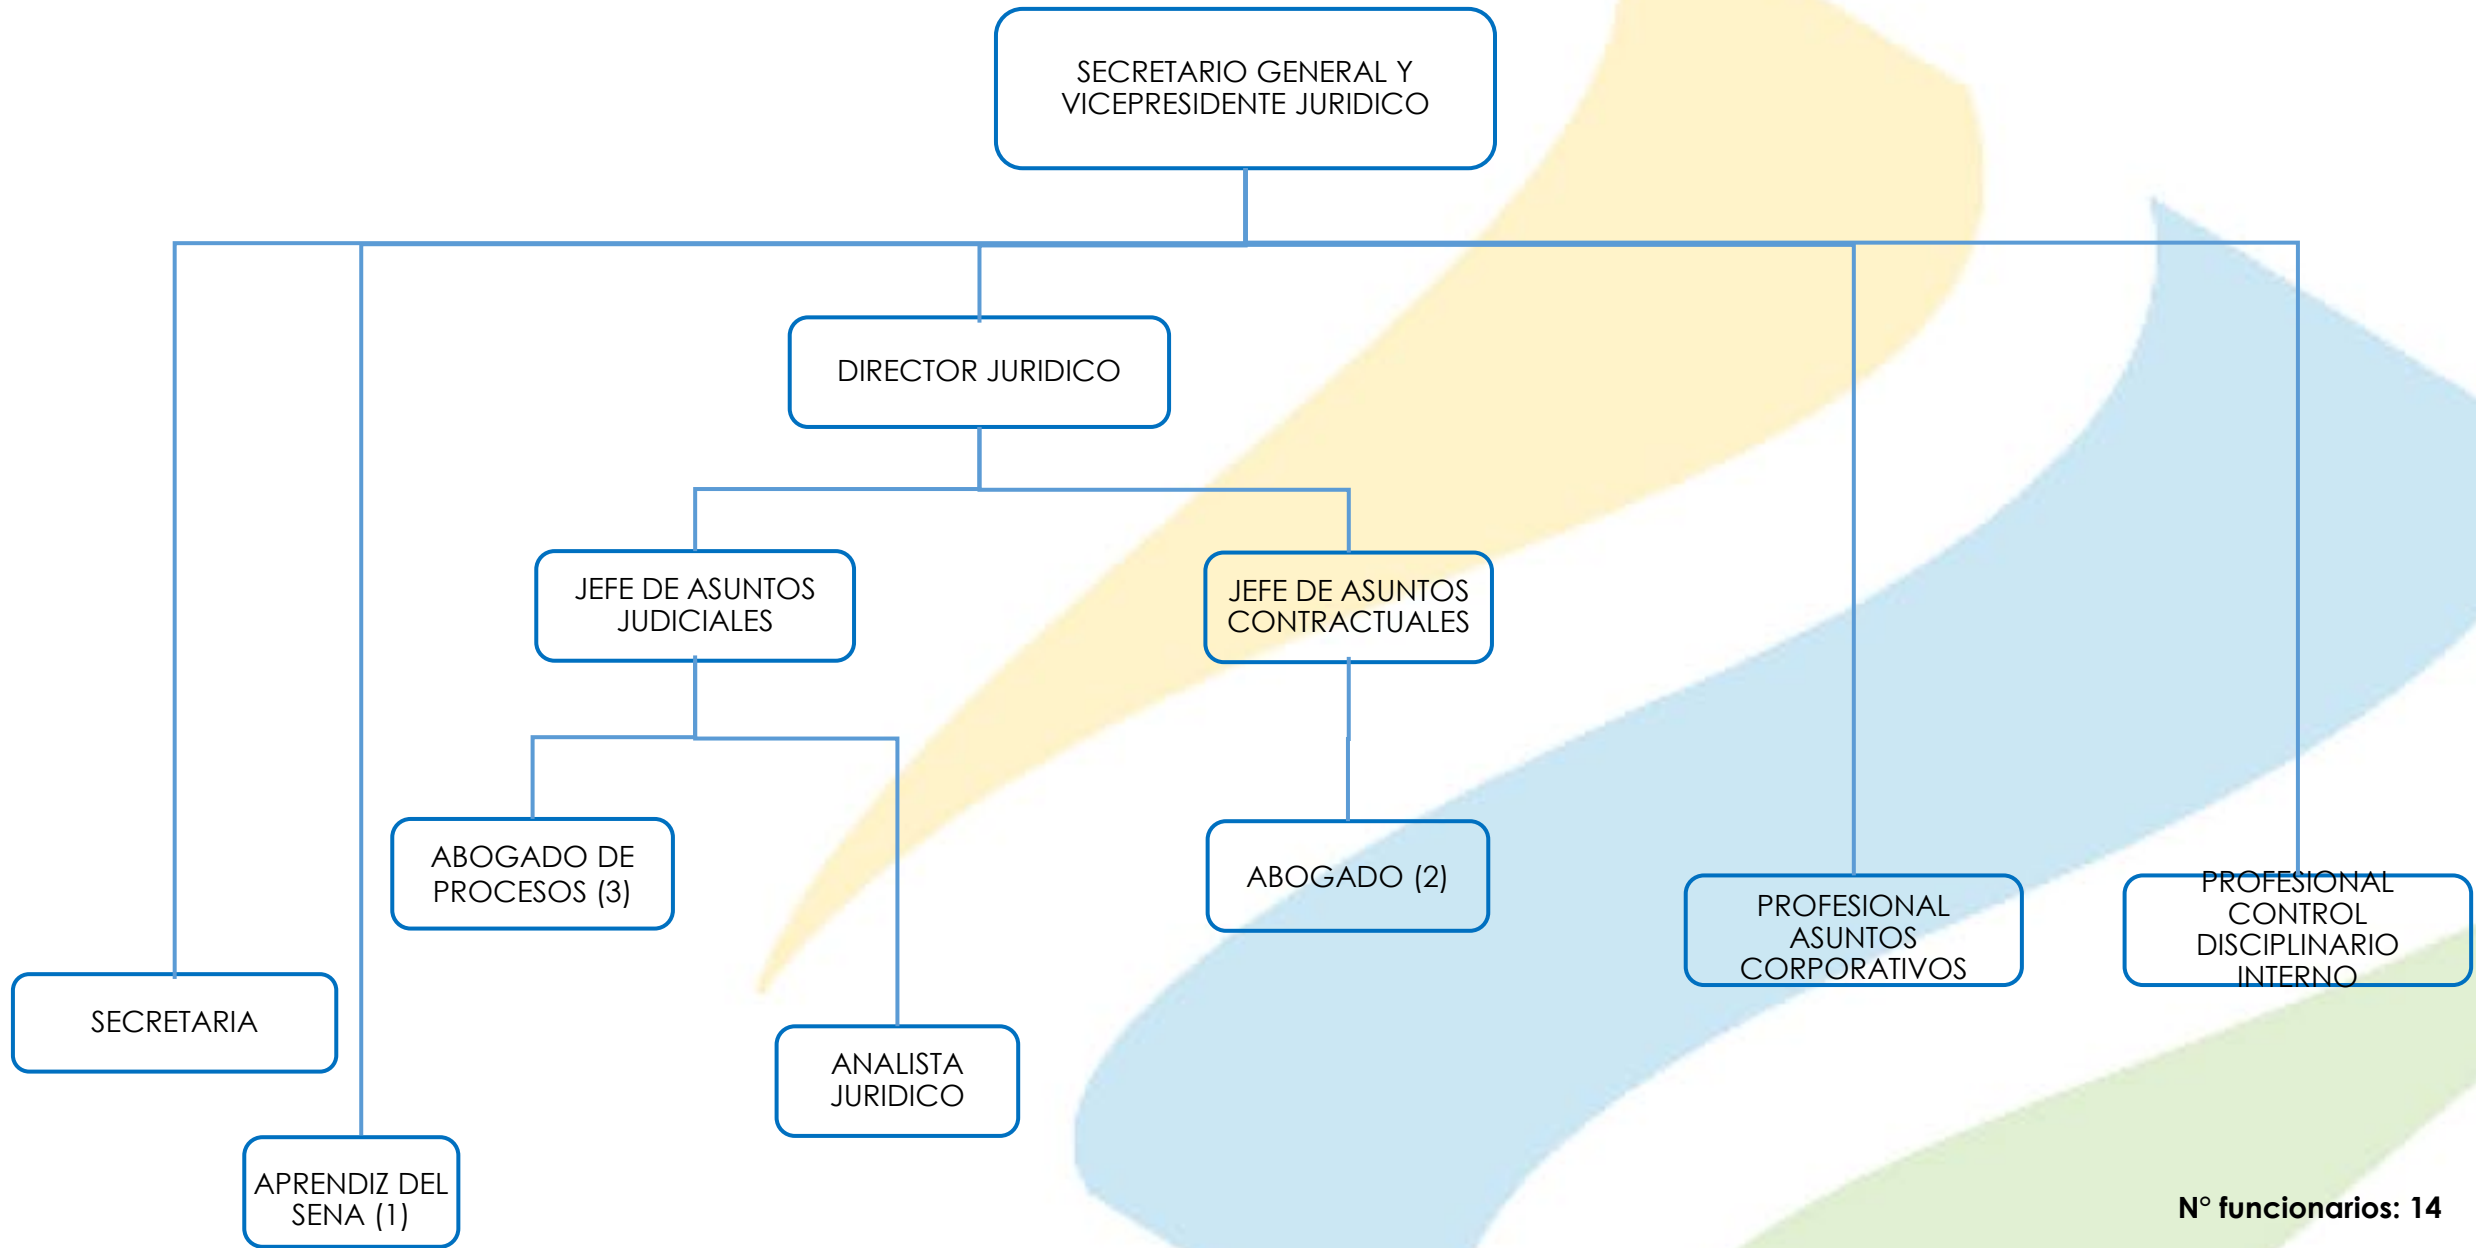 SECRETARIO GENERAL Y
VICEPRESIDENTE JURIDICO
DIRECTOR JURIDICO
JEFE DE ASUNTOS
JUDICIALES
JEFE DE ASUNTOS
CONTRACTUALES
ABOGADO DE
PROCESOS (3)
ABOGADO (2)
PROFESIONAL
ASUNTOS
CORPORATIVOS
PROFESIONAL
CONTROL
DISCIPLINARIO
INTERNO
SECRETARIA
ANALISTA
JURIDICO
APRENDIZ DEL
SENA (1)
N° funcionarios: 14